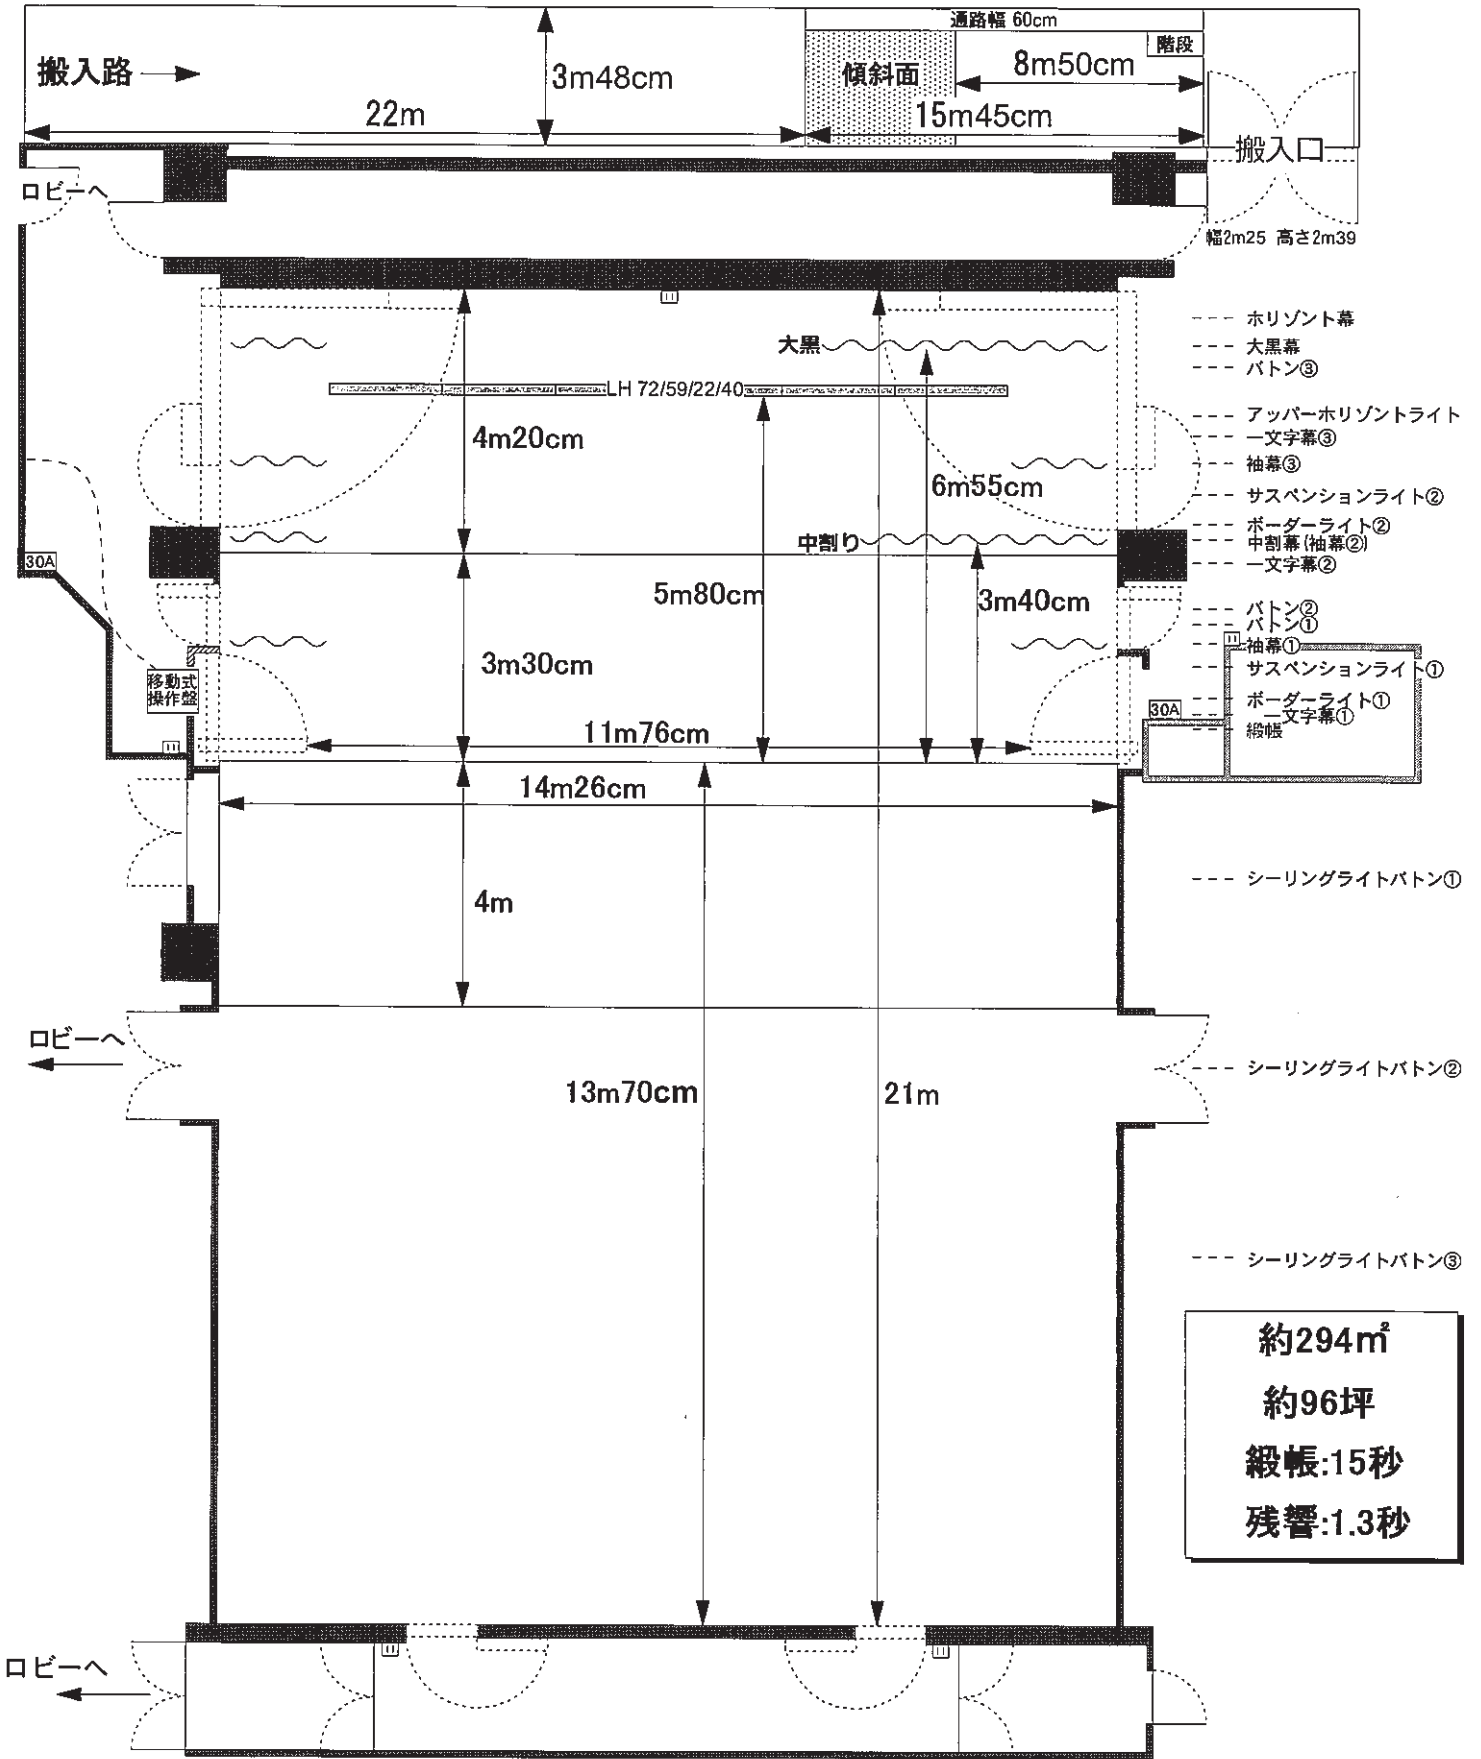 通路幅 60cm
階段
搬入路
3m48cm
傾斜面
8m50cm
22m
15m45cm
搬入口
ロビーへ
幅2m25 高さ2m39
ホリゾント幕
大黒
大黒幕
バトン③
LH 72/59/22/40
アッパーホリゾントライト
4m20cm
一文字幕③
袖幕③
6m55cm
サスペンションライト②
ボーダーライト②
中割り
中割幕(袖幕②)
30A
一文字幕②
5m80cm
3m40cm
バトン②
バトン①
袖幕①
3m30cm
サスペンションライト①
移動式
操作盤
ボーダーライト①
30A
一文字幕①
11m76cm
緞帳
14m26cm
シーリングライトバトン①
4m
ロビーへ
シーリングライトバトン②
13m70cm
21m
シーリングライトバトン③
約294㎡
約96坪
緞帳:15秒
残響:1.3秒
ロビーへ